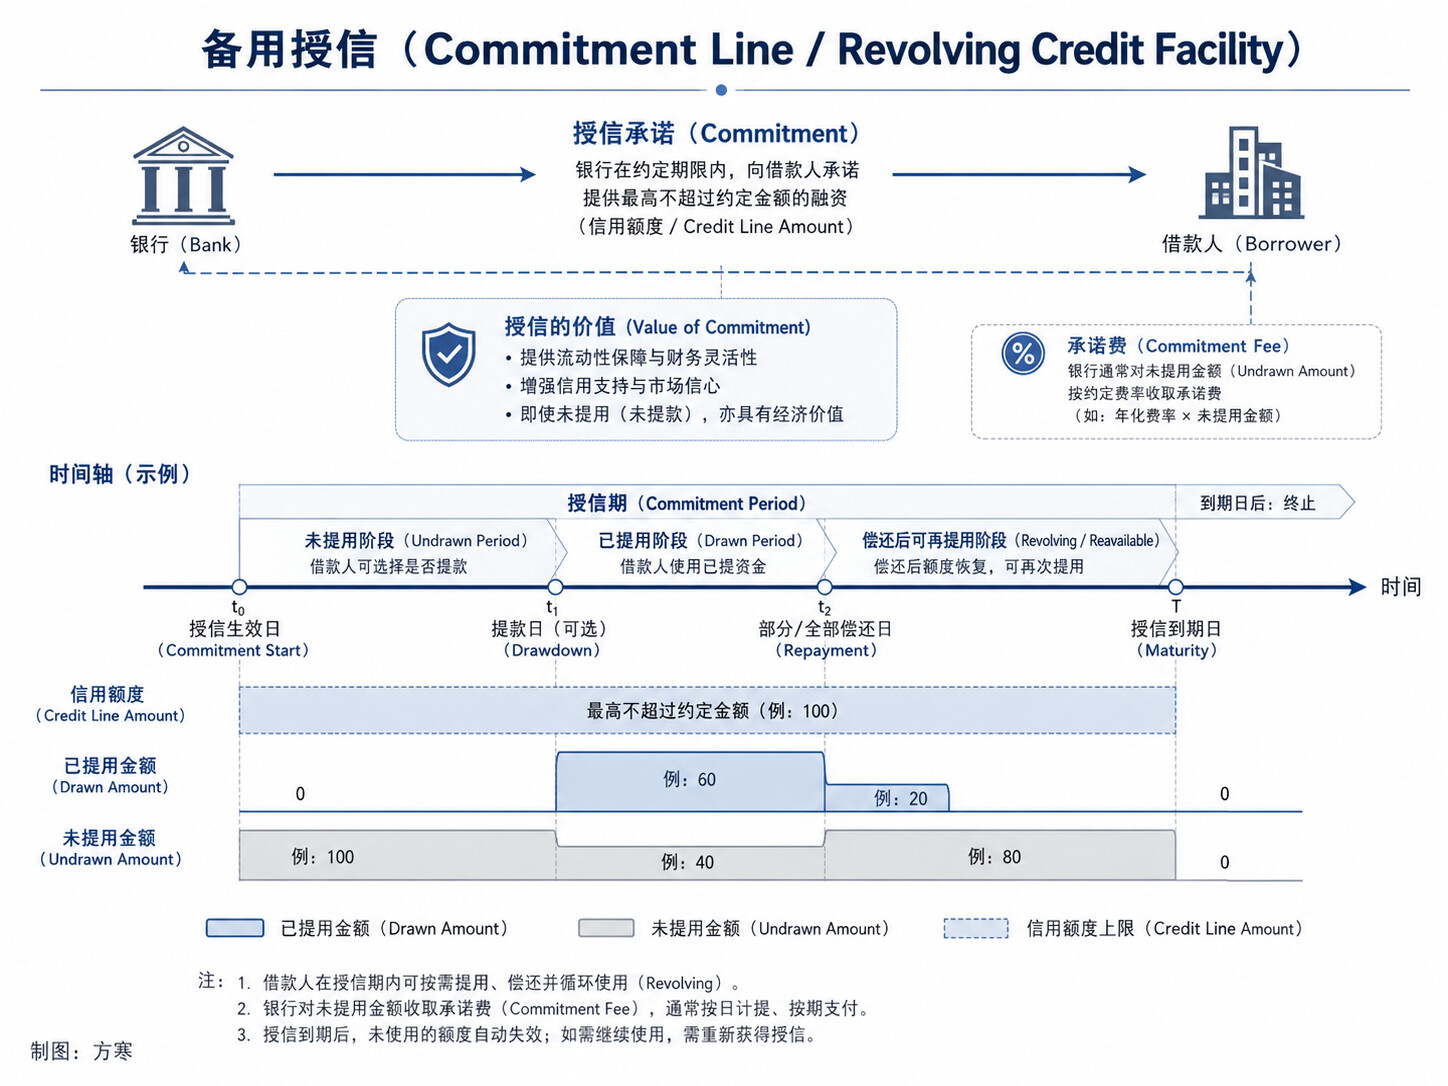 备用授信（Commitment Line / Revolving Credit Facility）
授信承诺（Commitment）
银行在约定期限内，向借款人承诺
提供最高不超过约定金额的融资
（信用额度 / Credit Line Amount）
银行（Bank）
借款人（Borrower）
授信的价值（Value of Commitment）
• 提供流动性保障与财务灵活性
• 增强信用支持与市场信心
• 即使未提用（未提款），亦具有经济价值
%
承诺费（Commitment Fee）
银行通常对未提用金额（Undrawn Amount）
按约定费率收取承诺费
（如：年化费率 × 未提用金额）
时间轴（示例）
授信期（Commitment Period）
到期日后：终止
未提用阶段（Undrawn Period）
借款人可选择是否提款
已提用阶段（Drawn Period）
借款人使用已提资金
偿还后可再提用阶段（Revolving / Reavailable）
偿还后额度恢复，可再次提用
时间
t₀
授信生效日
（Commitment Start）
t₁
提款日（可选）
（Drawdown）
t₂
部分/全部偿还日
（Repayment）
T
授信到期日
（Maturity）
信用额度
（Credit Line Amount）
最高不超过约定金额（例：100）
已提用金额
（Drawn Amount）
0
例：60
例：20
0
未提用金额
（Undrawn Amount）
例：100
例：40
例：80
0
已提用金额（Drawn Amount）
未提用金额（Undrawn Amount）
信用额度上限（Credit Line Amount）
注：1. 借款人在授信期内可按需提用、偿还并循环使用（Revolving）。
2. 银行对未提用金额收取承诺费（Commitment Fee），通常按日计提、按期支付。
3. 授信到期后，未使用的额度自动失效；如需继续使用，需重新获得授信。
制图：方寒